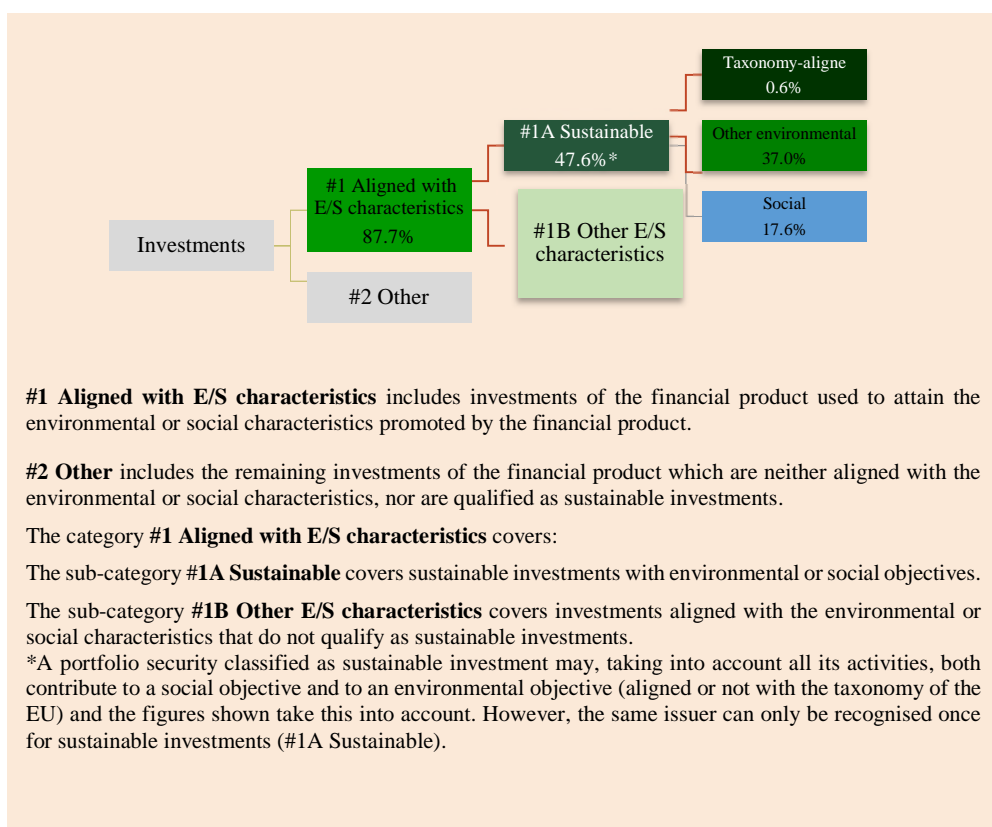 Taxonomy-aligne
0.6%
#1A Sustainable
47.6%*
Other environmental
37.0%
#1 Aligned with
E/S characteristics
87.7%
Social
17.6%
Investments
#1B Other E/S
characteristics
#2 Other
#1 Aligned with E/S characteristics includes investments of the financial product used to attain the
environmental or social characteristics promoted by the financial product.
#2 Other includes the remaining investments of the financial product which are neither aligned with the
environmental or social characteristics, nor are qualified as sustainable investments.
The category #1 Aligned with E/S characteristics covers:
The sub-category #1A Sustainable covers sustainable investments with environmental or social objectives.
The sub-category #1B Other E/S characteristics covers investments aligned with the environmental or
social characteristics that do not qualify as sustainable investments.
*A portfolio security classified as sustainable investment may, taking into account all its activities, both
contribute to a social objective and to an environmental objective (aligned or not with the taxonomy of the
EU) and the figures shown take this into account. However, the same issuer can only be recognised once
for sustainable investments (#1A Sustainable).